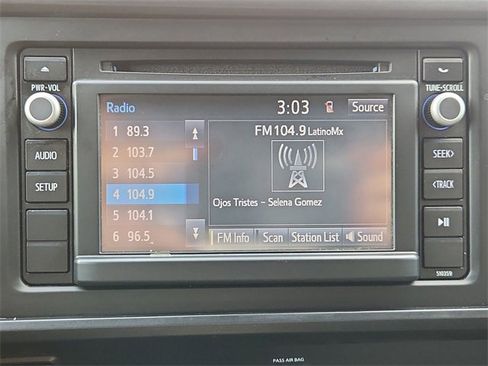 PWR•VOL
TUNE•SCROLL
Radio 3:03 Source
1 89.3
2 103.7
3 104.5
4 104.9
5 104.1
6 96.5
FM104.9 LatinoMx
Ojos Tristes - Selena Gomez
FM Info Scan Station List Sound
AUDIO
SETUP
SEEK>
<TRACK
510359
PASS AIR BAG